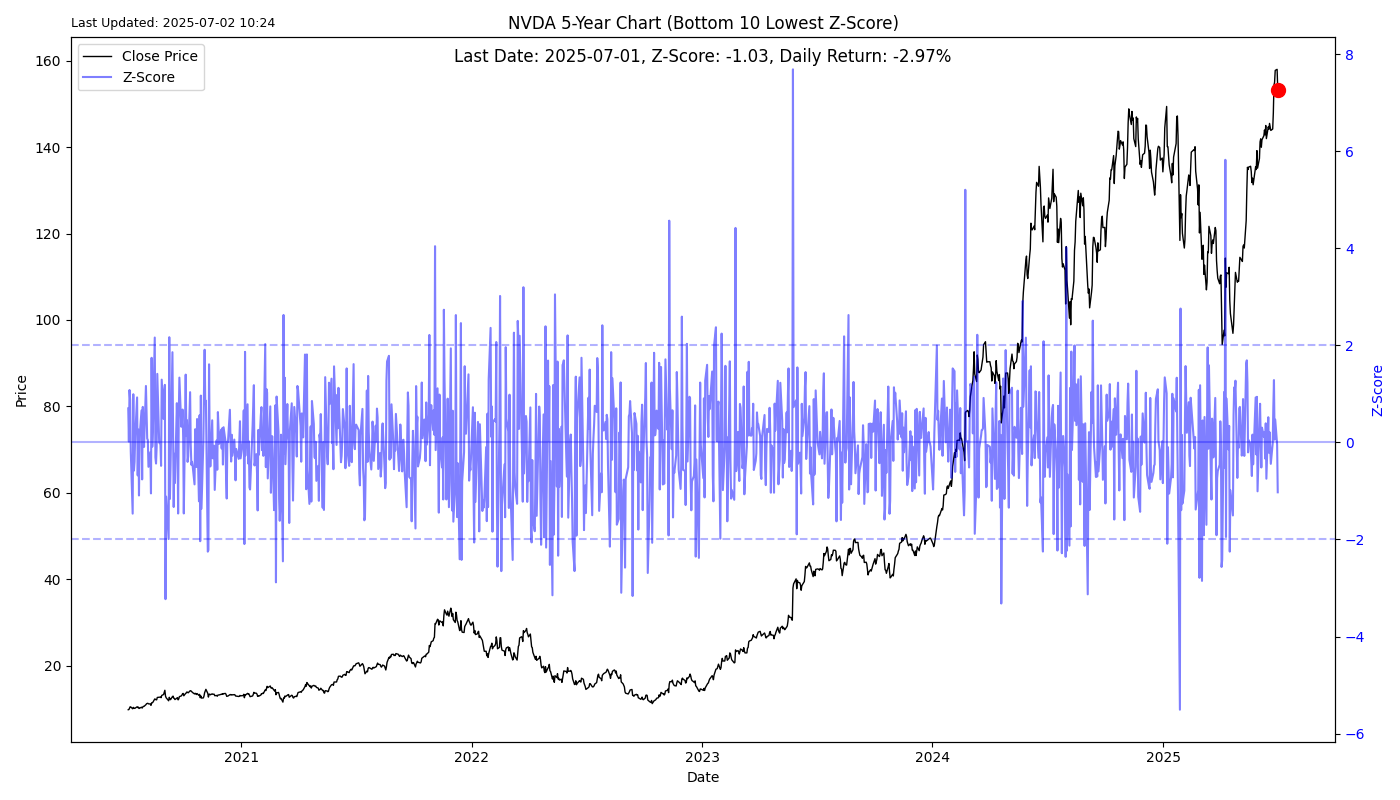 Last Updated: 2025-07-02 10:24
NVDA 5-Year Chart (Bottom 10 Lowest Z-Score)
Last Date: 2025-07-01, Z-Score: -1.03, Daily Return: -2.97%
Close Price
Z-Score
160
140
120
100
80
60
40
20
Price
8
6
4
2
0
−2
−4
−6
Z-Score
2021
2022
2023
2024
2025
Date